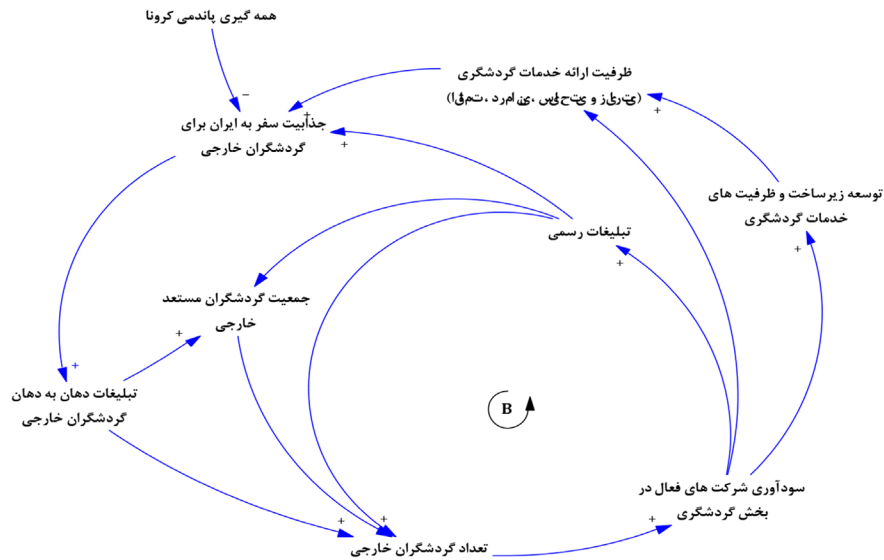 همه گیری پاندمی کرونا
ظرفیت ارائه خدمات گردشگری
جذابیت سفر به ایران برای
گردشگران خارجی
توسعه زیرساخت و ظرفیت های
خدمات گردشگری
تبلیغات رسمی
جمعیت گردشگران مستعد
خارجی
تبلیغات دهان به دهان
گردشگران خارجی
B
سودآوری شرکت های فعال در
بخش گردشگری
تعداد گردشگران خارجی